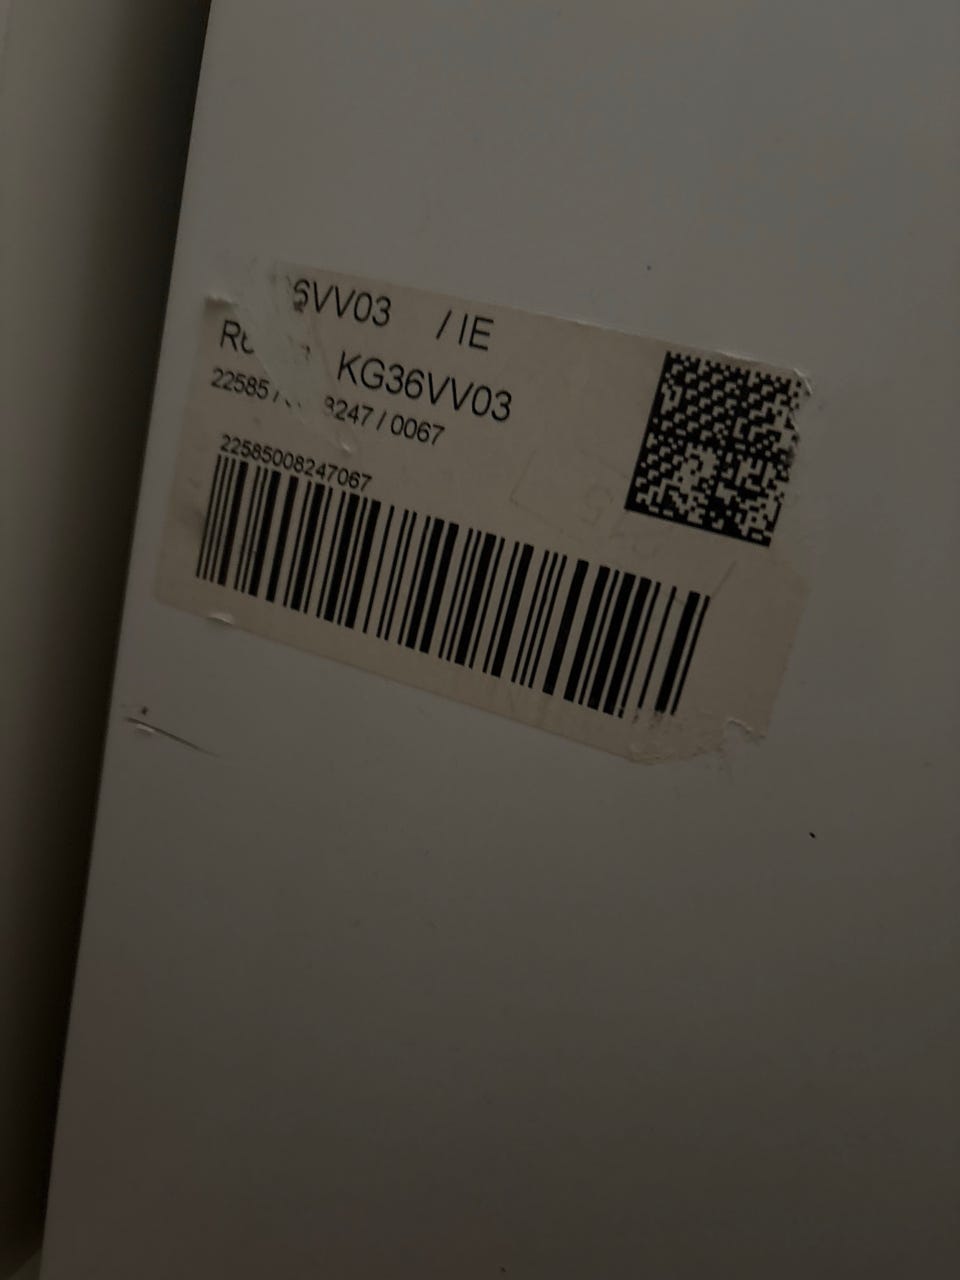 6VV03 / IE
KG36VV03
8247 / 0067
22585008247067